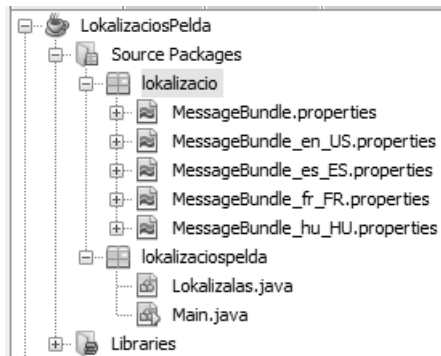 LokalizaciosPelda
Source Packages
lokalizacio
MessageBundle.properties
MessageBundle_en_US.properties
MessageBundle_es_ES.properties
MessageBundle_fr_FR.properties
MessageBundle_hu_HU.properties
lokalizaciospelda
Lokalizalas.java
Main.java
Libraries